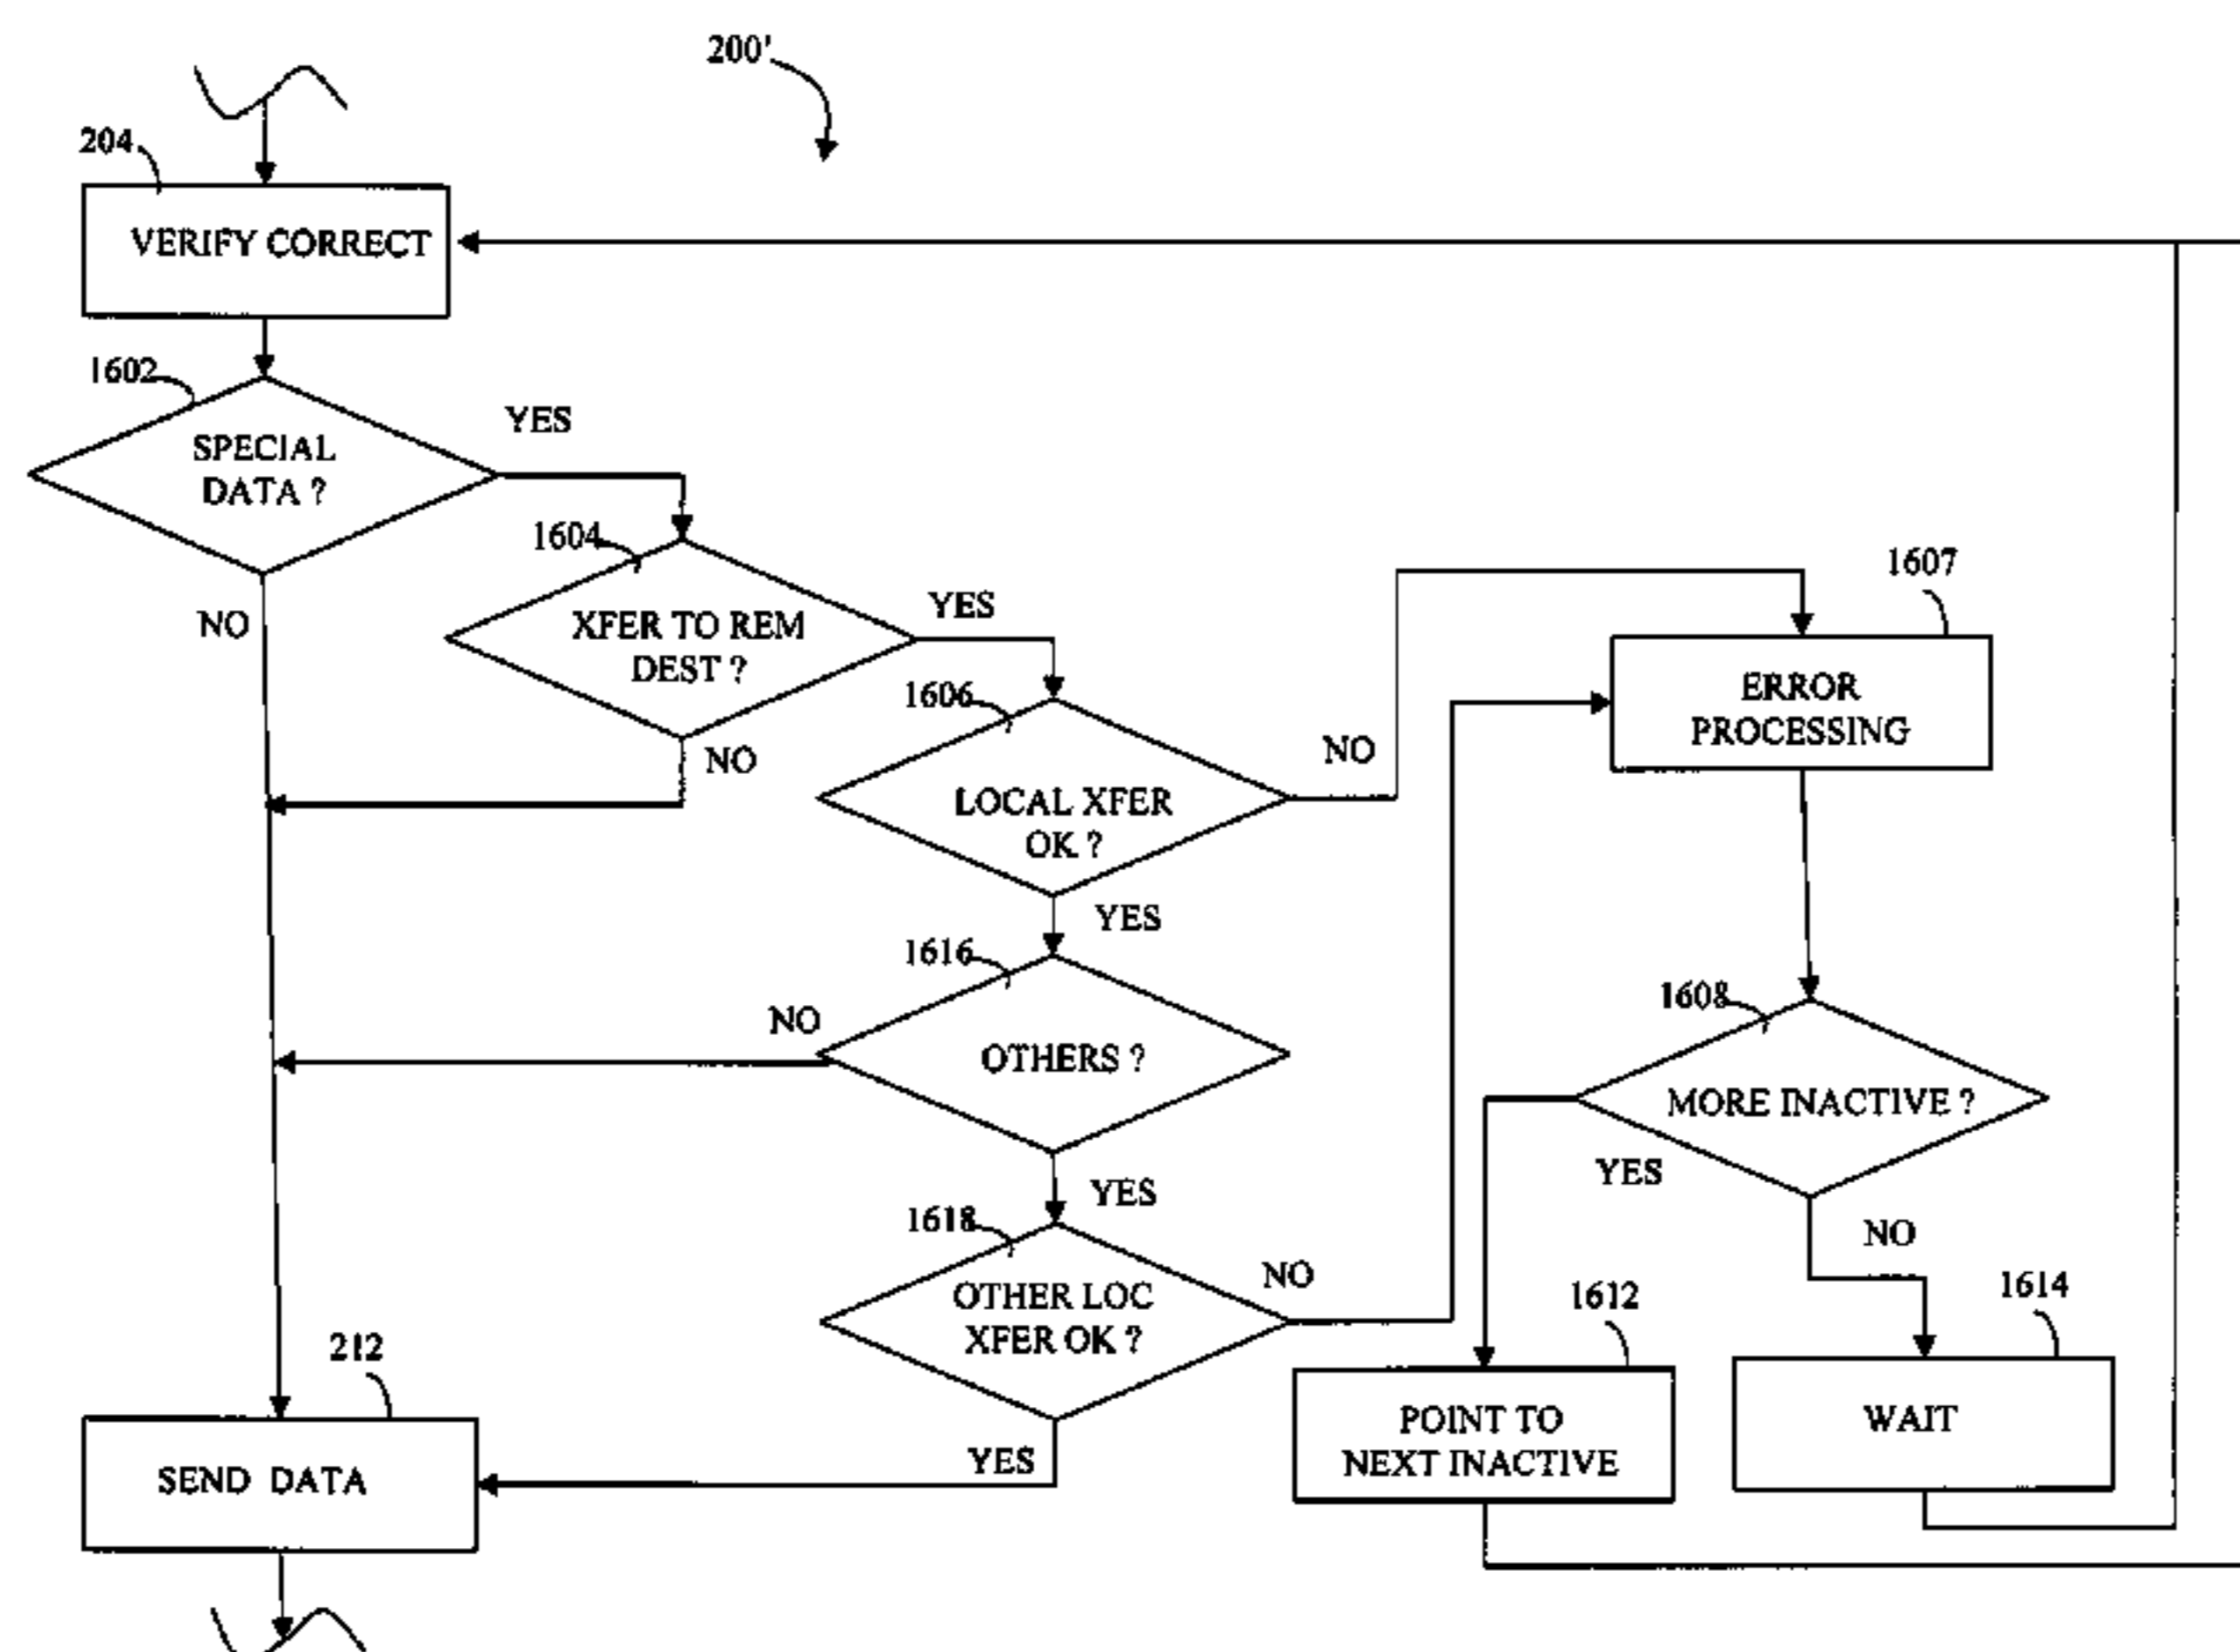 200'
204
VERIFY CORRECT
1602
YES
SPECIAL
DATA ?
NO
1604
YES
XFER TO REM
DEST ?
NO
1606
NO
LOCAL XFER
OK ?
YES
1607
ERROR
PROCESSING
1616
NO
OTHERS ?
YES
1608
MORE INACTIVE ?
YES
NO
1618
NO
OTHER LOC
XFER OK ?
YES
1612
POINT TO
NEXT INACTIVE
1614
WAIT
212
SEND DATA